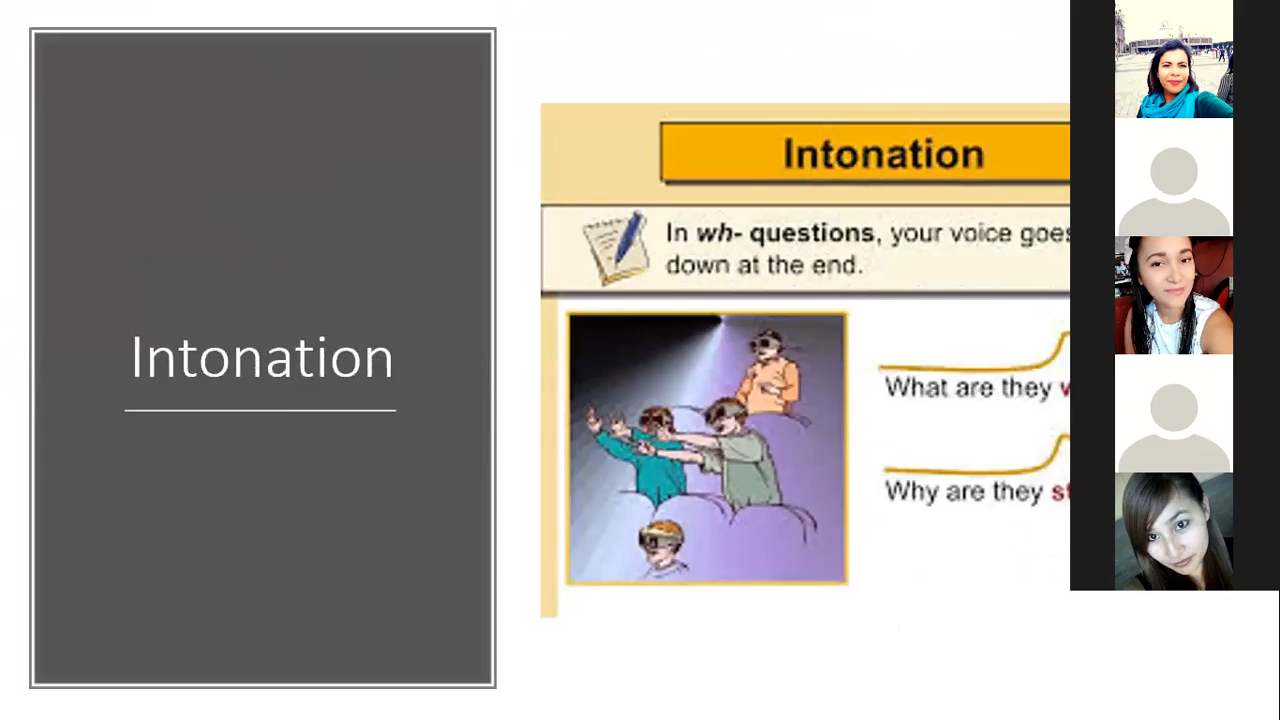 Intonation
Intonation
In wh- questions, your voice goes
down at the end.
What are they
Why are they